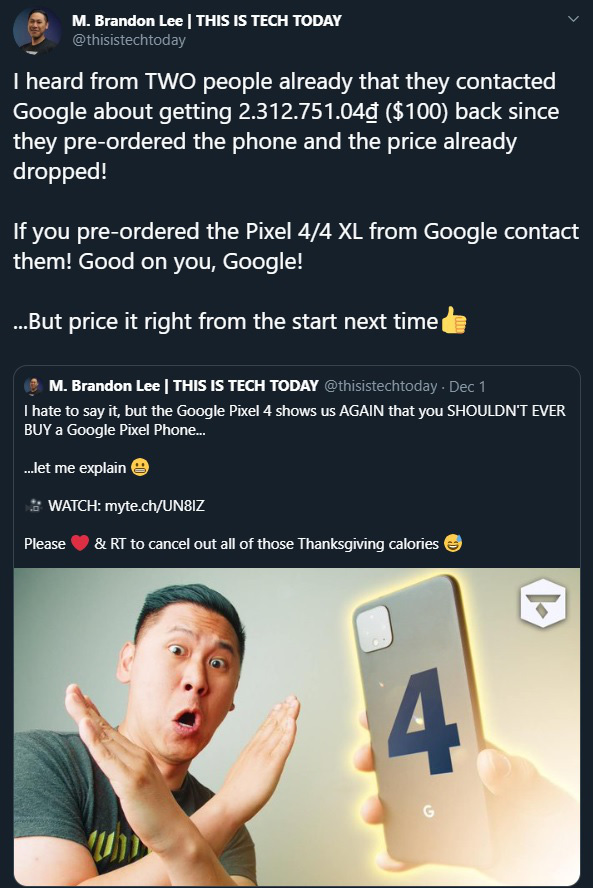 M. Brandon Lee | THIS IS TECH TODAY
@thisistechtoday
I heard from TWO people already that they contacted
Google about getting 2.312.751.04₫ ($100) back since
they pre-ordered the phone and the price already
dropped!
If you pre-ordered the Pixel 4/4 XL from Google contact
them! Good on you, Google!
...But price it right from the start next time👍
M. Brandon Lee | THIS IS TECH TODAY @thisistechtoday · Dec 1
I hate to say it, but the Google Pixel 4 shows us AGAIN that you SHOULDN'T EVER
BUY a Google Pixel Phone...
...let me explain 😬
🎥 WATCH: myte.ch/UN8IZ
Please ❤️ & RT to cancel out all of those Thanksgiving calories 😅
4
G